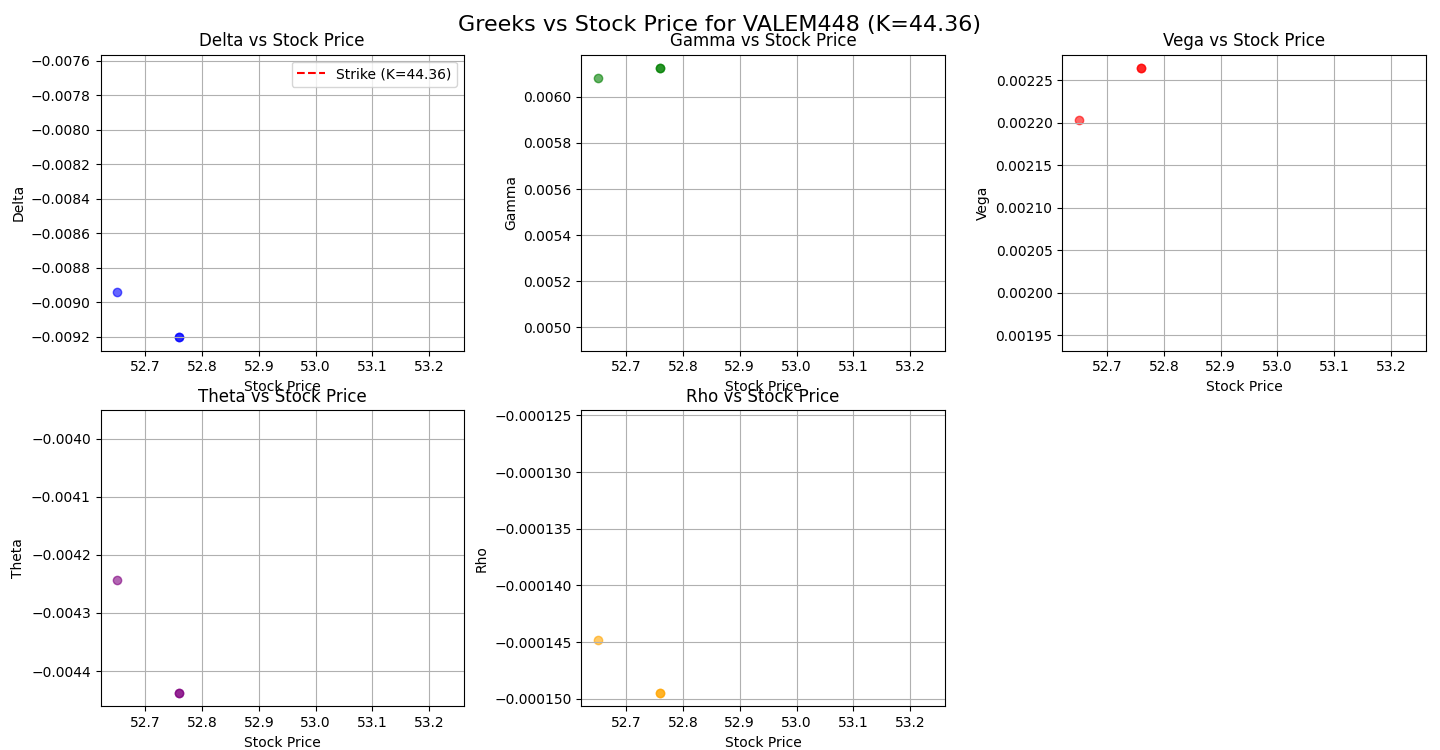 Greeks vs Stock Price for VALEM448 (K=44.36)
Delta vs Stock Price
−0.0076
−0.0078
−0.0080
−0.0082
−0.0084
−0.0086
−0.0088
−0.0090
−0.0092
Delta
Strike (K=44.36)
52.7 52.8 52.9 53.0 53.1 53.2
Stock Price
Gamma vs Stock Price
0.0060
0.0058
0.0056
0.0054
0.0052
0.0050
Gamma
52.7 52.8 52.9 53.0 53.1 53.2
Stock Price
Vega vs Stock Price
0.00225
0.00220
0.00215
0.00210
0.00205
0.00200
0.00195
Vega
52.7 52.8 52.9 53.0 53.1 53.2
Stock Price
Theta vs Stock Price
−0.0040
−0.0041
−0.0042
−0.0043
−0.0044
Theta
52.7 52.8 52.9 53.0 53.1 53.2
Stock Price
Rho vs Stock Price
−0.000125
−0.000130
−0.000135
−0.000140
−0.000145
−0.000150
Rho
52.7 52.8 52.9 53.0 53.1 53.2
Stock Price